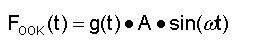 F_OOK(t) = g(t) • A • sin(ωt)